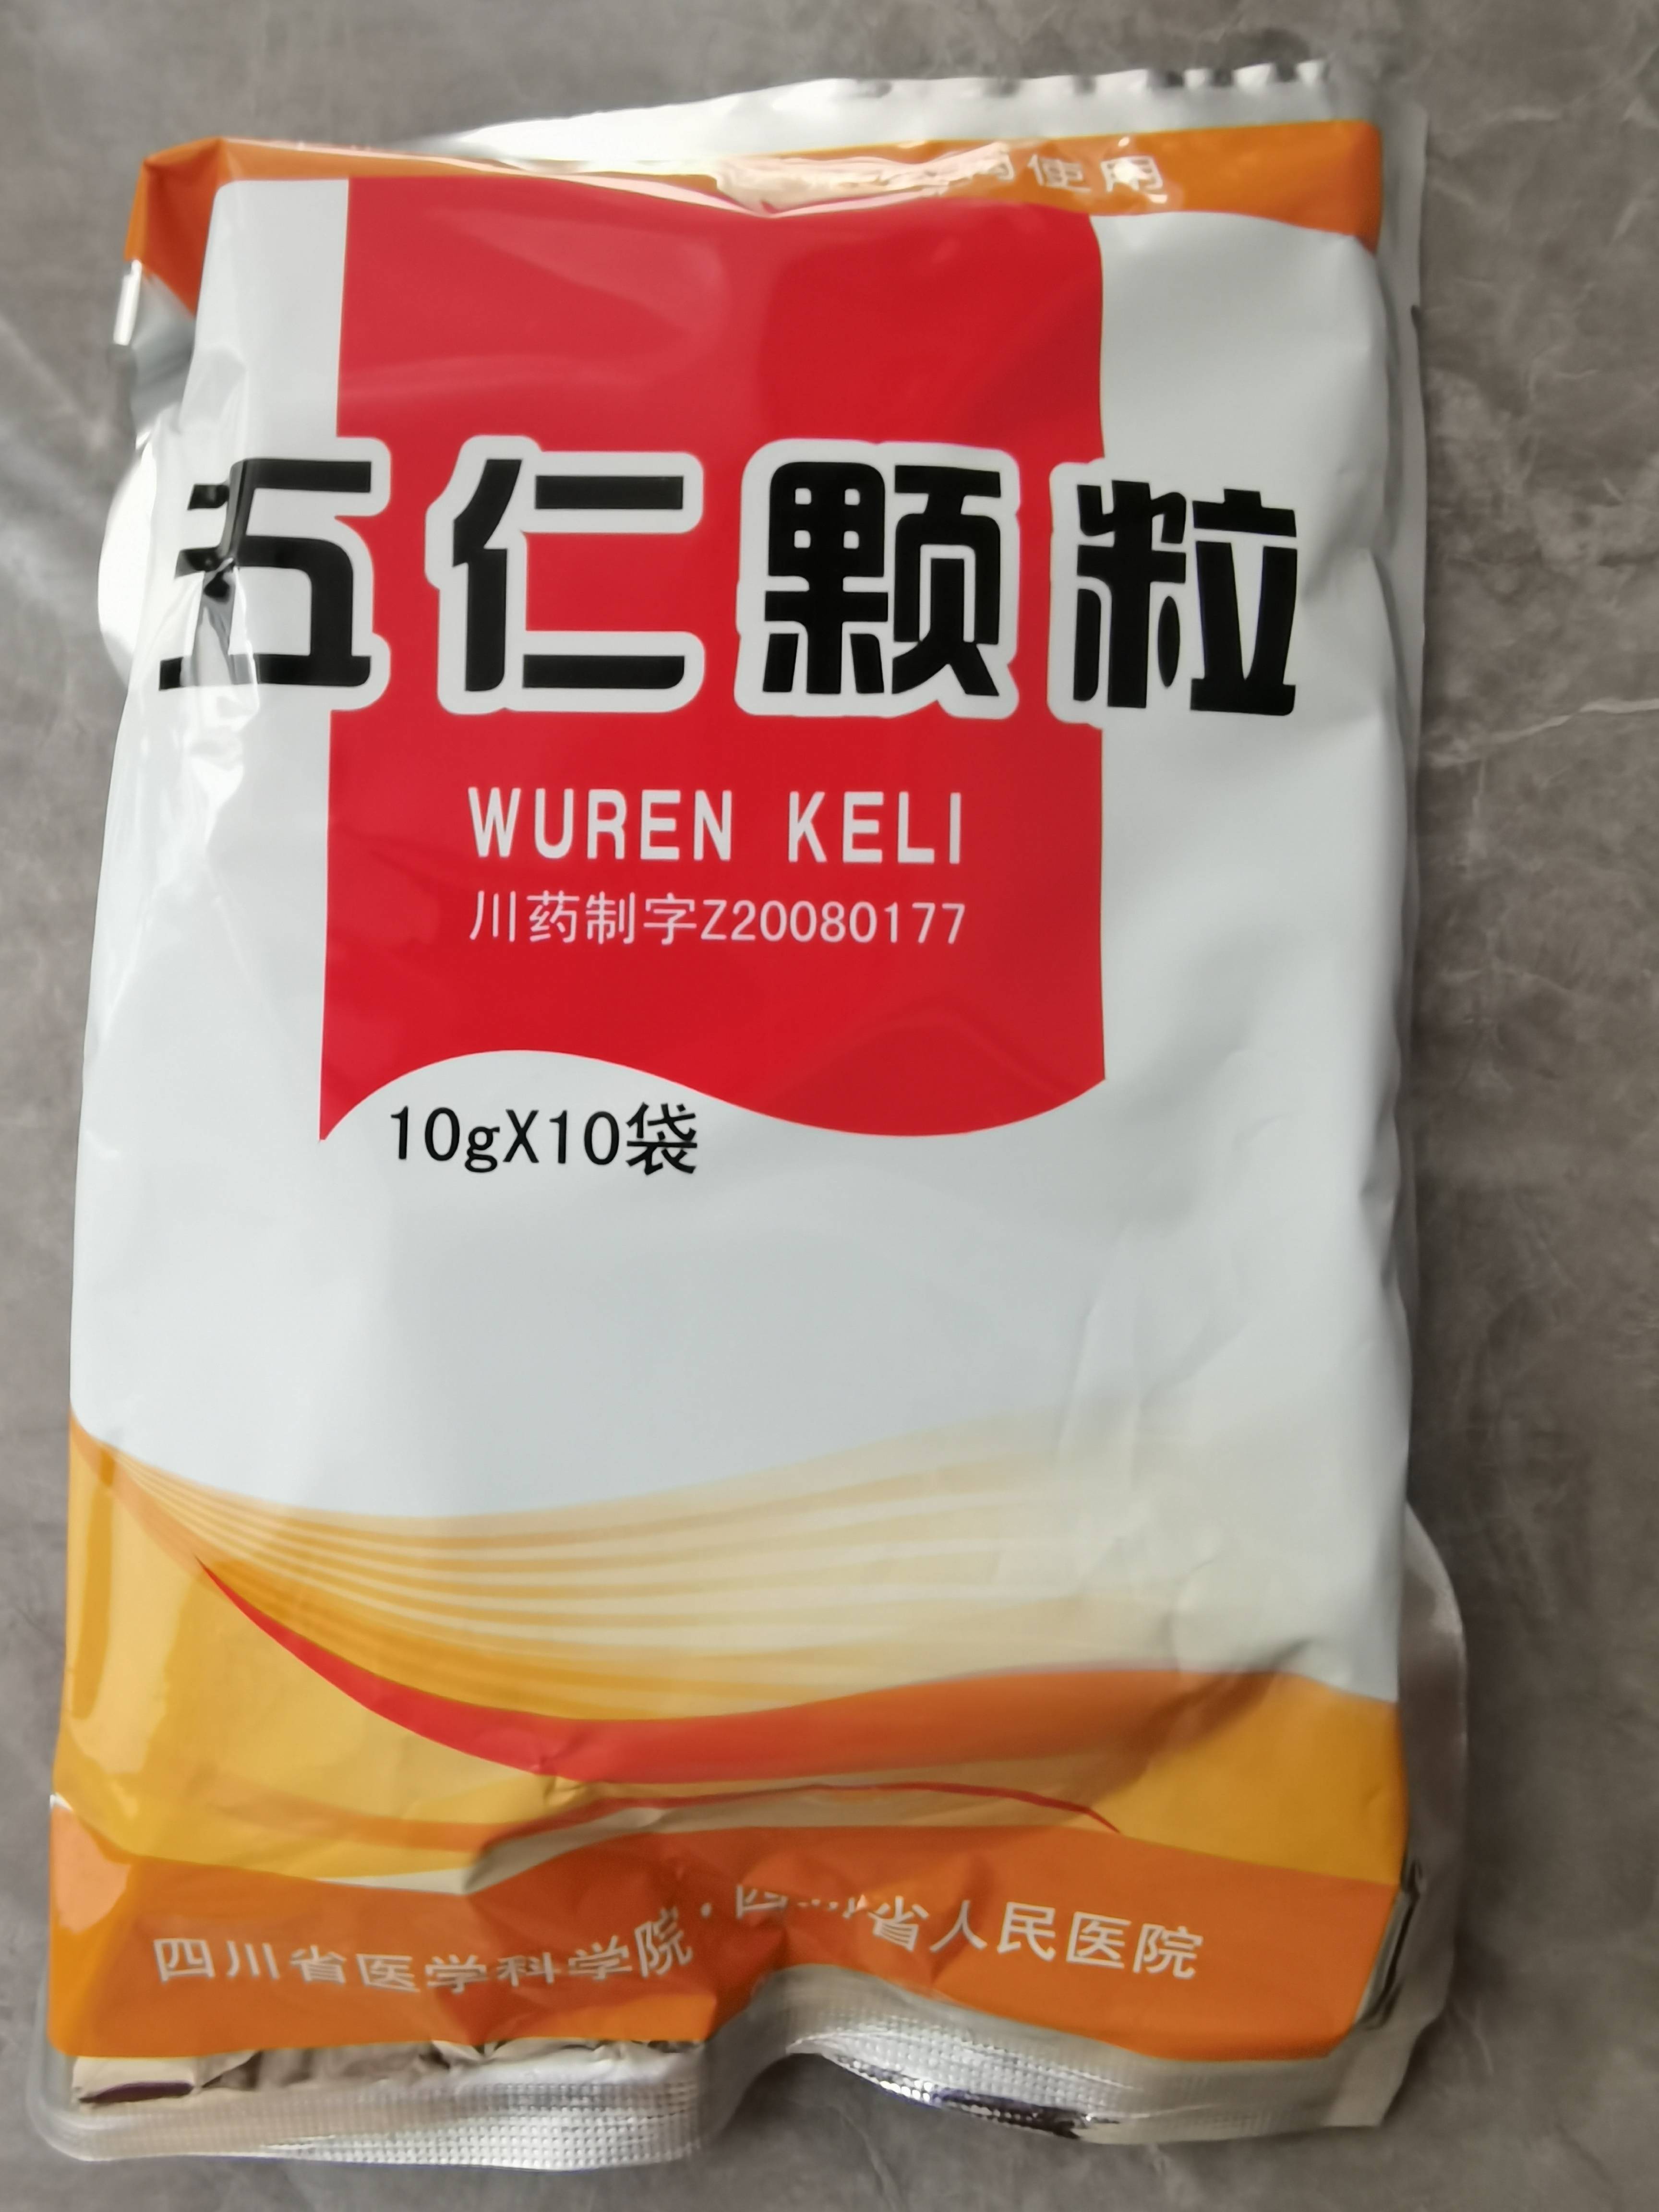 使用
五仁颗粒
WUREN KELI
川药制字Z20080177
10gX10袋
四川省医学科学院·四川省人民医院